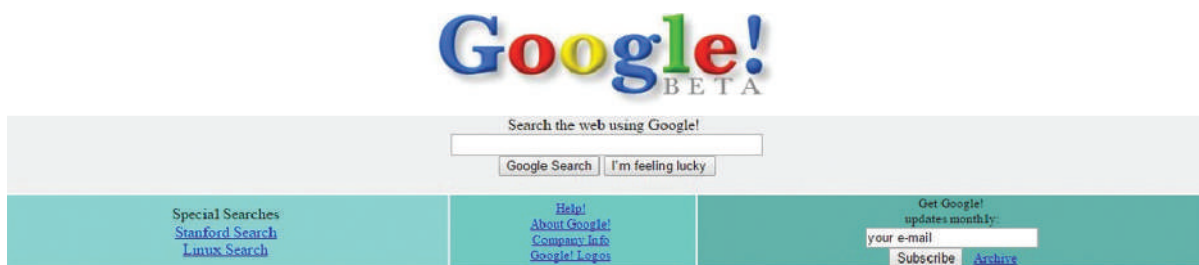 Google!
BETA
Search the web using Google!
Google Search I'm feeling lucky
Special Searches
Stanford Search
Linux Search
Help!
About Google!
Company Info
Google! Logos
Get Google!
updates monthly:
your e-mail
Subscribe Archive